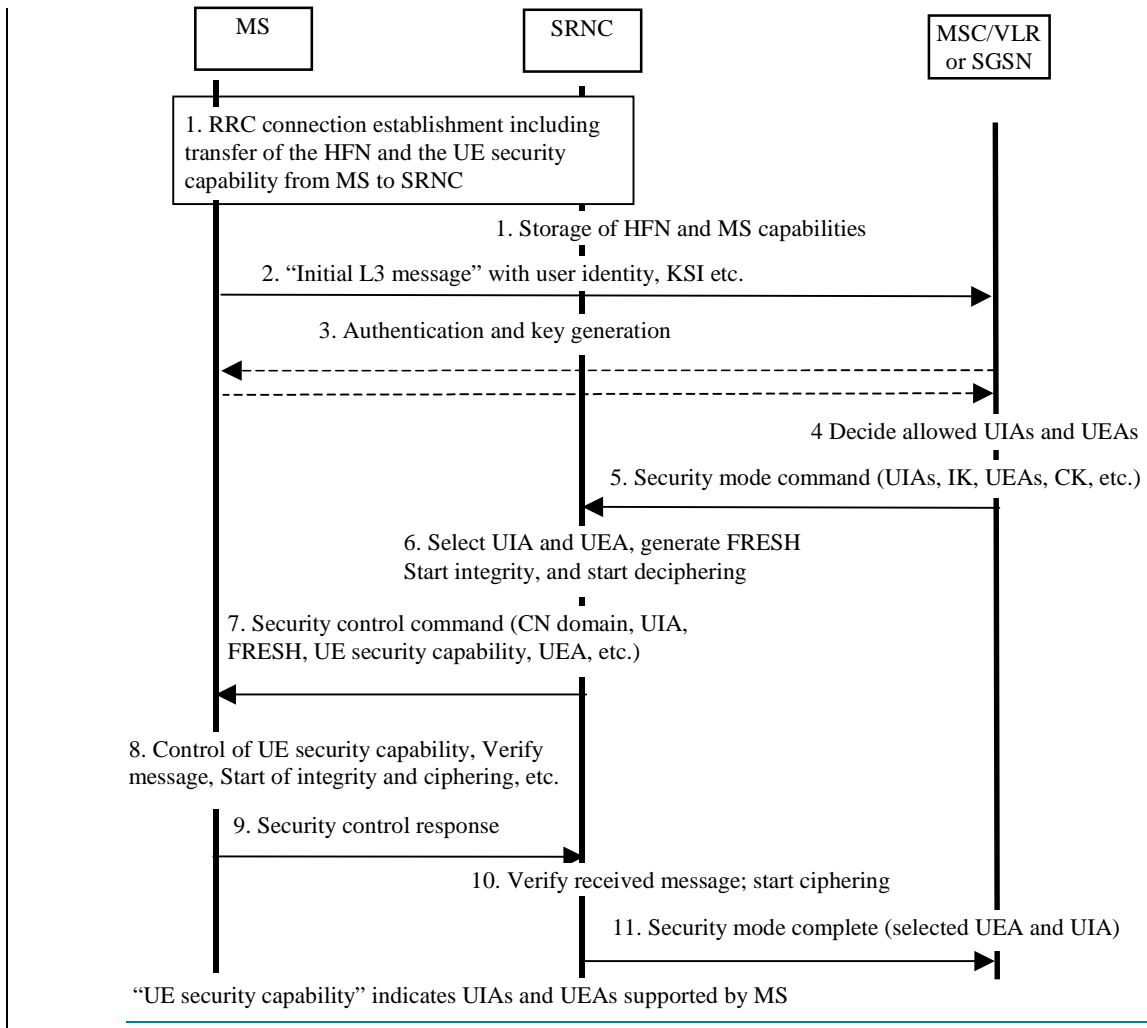 MS
SRNC
MSC/VLR
or SGSN
1. RRC connection establishment including
transfer of the HFN and the UE security
capability from MS to SRNC
1. Storage of HFN and MS capabilities
2. “Initial L3 message” with user identity, KSI etc.
3. Authentication and key generation
4 Decide allowed UIAs and UEAs
5. Security mode command (UIAs, IK, UEAs, CK, etc.)
6. Select UIA and UEA, generate FRESH
Start integrity, and start deciphering
7. Security control command (CN domain, UIA,
FRESH, UE security capability, UEA, etc.)
8. Control of UE security capability, Verify
message, Start of integrity and ciphering, etc.
9. Security control response
10. Verify received message; start ciphering
11. Security mode complete (selected UEA and UIA)
“UE security capability” indicates UIAs and UEAs supported by MS